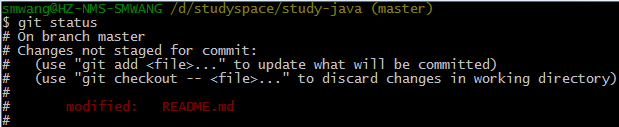 smwang@HZ-NMS-SMWANG /d/studyspace/study-java (master)
$ git status
# On branch master
# Changes not staged for commit:
#   (use "git add <file>..." to update what will be committed)
#   (use "git checkout -- <file>..." to discard changes in working directory)
#
#       modified:   README.md
#